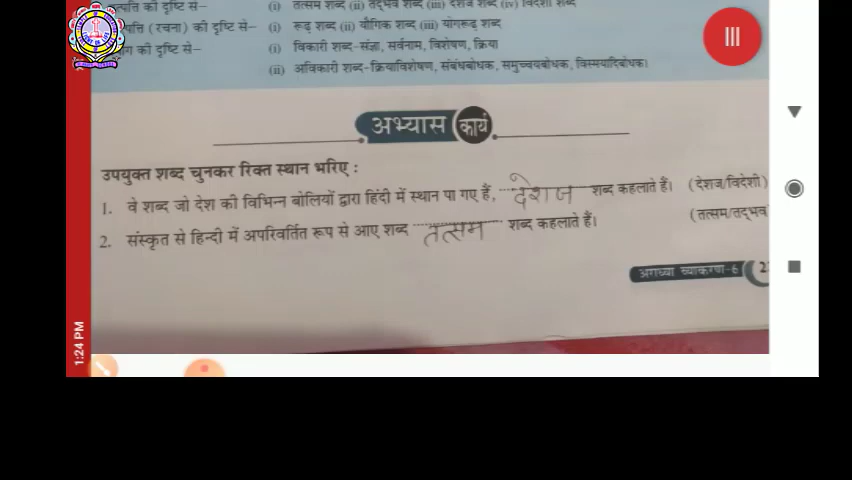 त्पत्ति की दृष्टि से– (i) तत्सम शब्द (ii) तद्भव शब्द (iii) देशज शब्द (iv) विदेशी शब्द
पत्ति (रचना) की दृष्टि से– (i) रूढ़ शब्द (ii) यौगिक शब्द (iii) योगरूढ़ शब्द
ग की दृष्टि से– (i) विकारी शब्द-संज्ञा, सर्वनाम, विशेषण, क्रिया
(ii) अविकारी शब्द-क्रियाविशेषण, संबंधबोधक, समुच्चयबोधक, विस्मयादिबोधक।
अभ्यास कार्य
उपयुक्त शब्द चुनकर रिक्त स्थान भरिए :
1. वे शब्द जो देश की विभिन्न बोलियों द्वारा हिंदी में स्थान पा गए हैं, देशज शब्द कहलाते हैं। (देशज/विदेशी)
2. संस्कृत से हिन्दी में अपरिवर्तित रूप से आए शब्द तत्सम शब्द कहलाते हैं। (तत्सम/तद्भव
अराध्या व्याकरण-6 2
1:24 PM